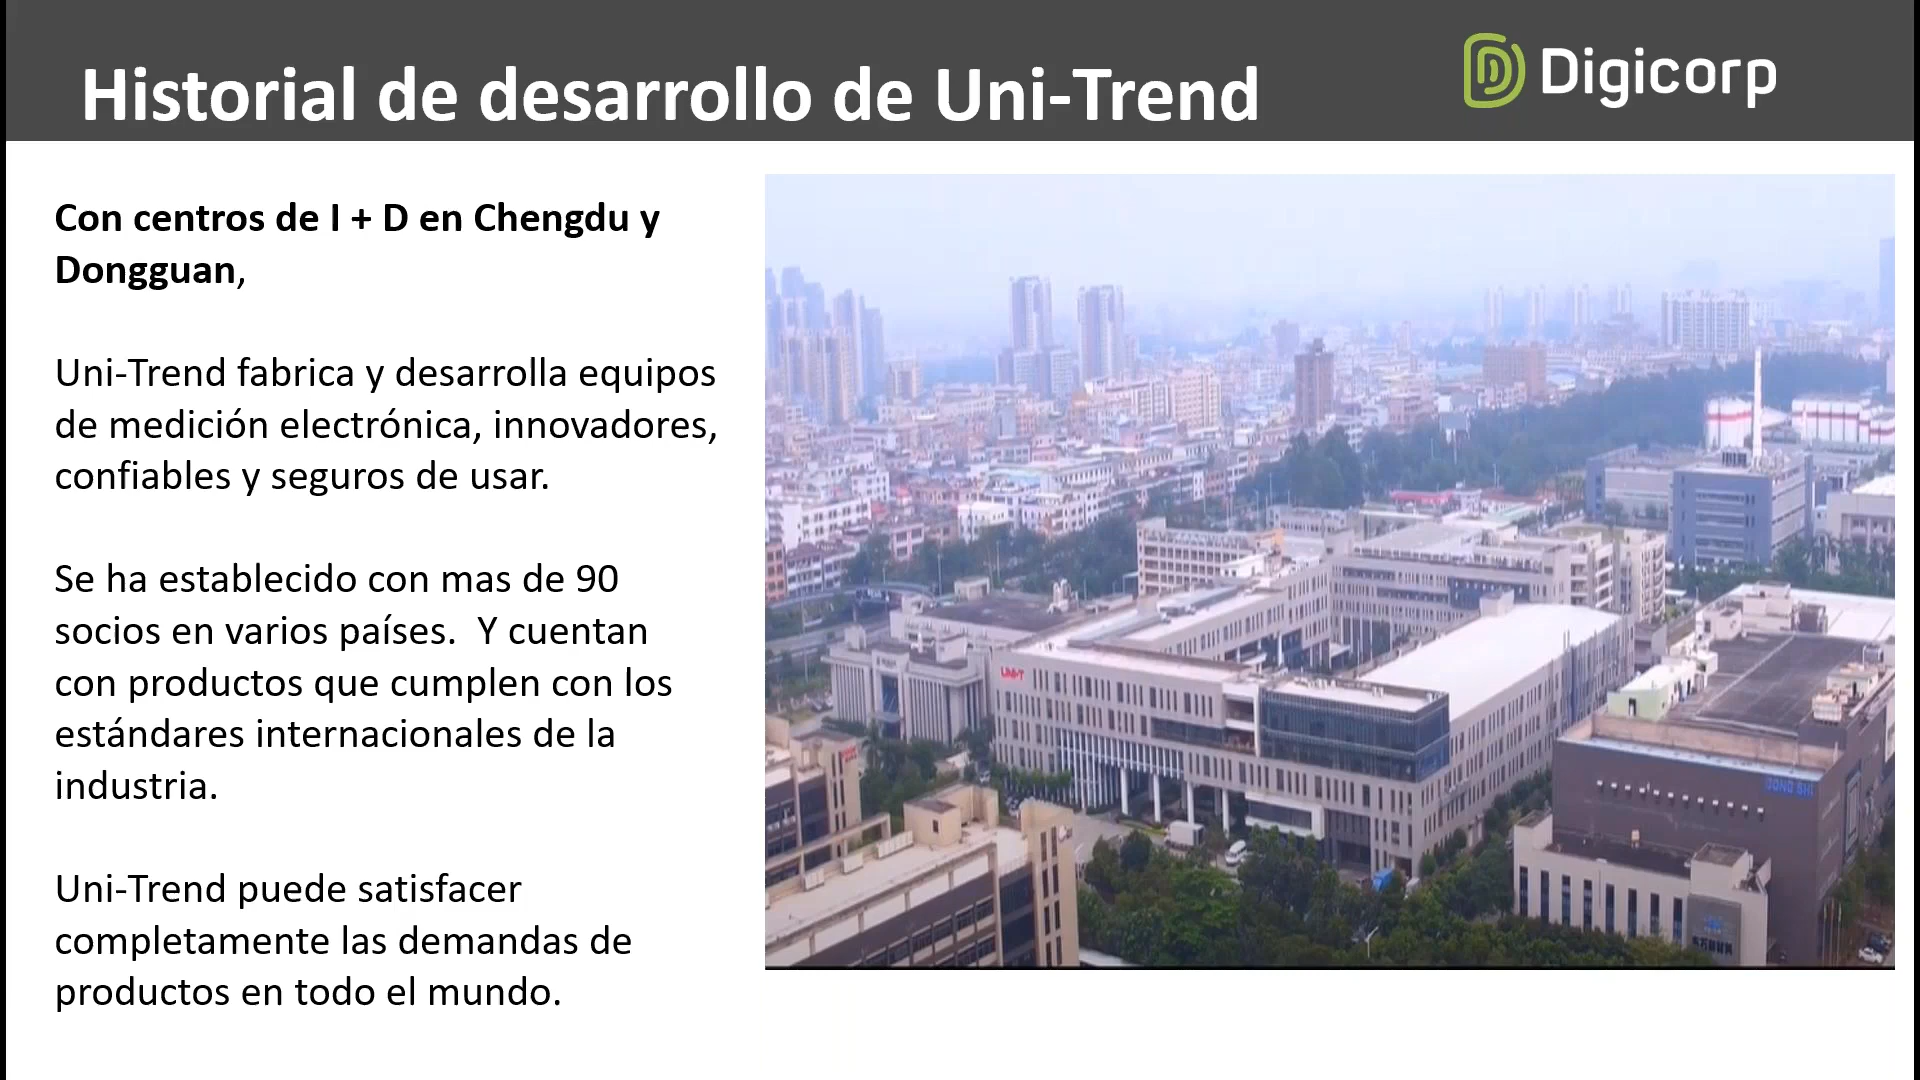 Historial de desarrollo de Uni-Trend
Digicorp
Con centros de I + D en Chengdu y
Dongguan,
Uni-Trend fabrica y desarrolla equipos
de medición electrónica, innovadores,
confiables y seguros de usar.
Se ha establecido con mas de 90
socios en varios países.  Y cuentan
con productos que cumplen con los
estándares internacionales de la
industria.
Uni-Trend puede satisfacer
completamente las demandas de
productos en todo el mundo.
UNI-T
DONG SHI